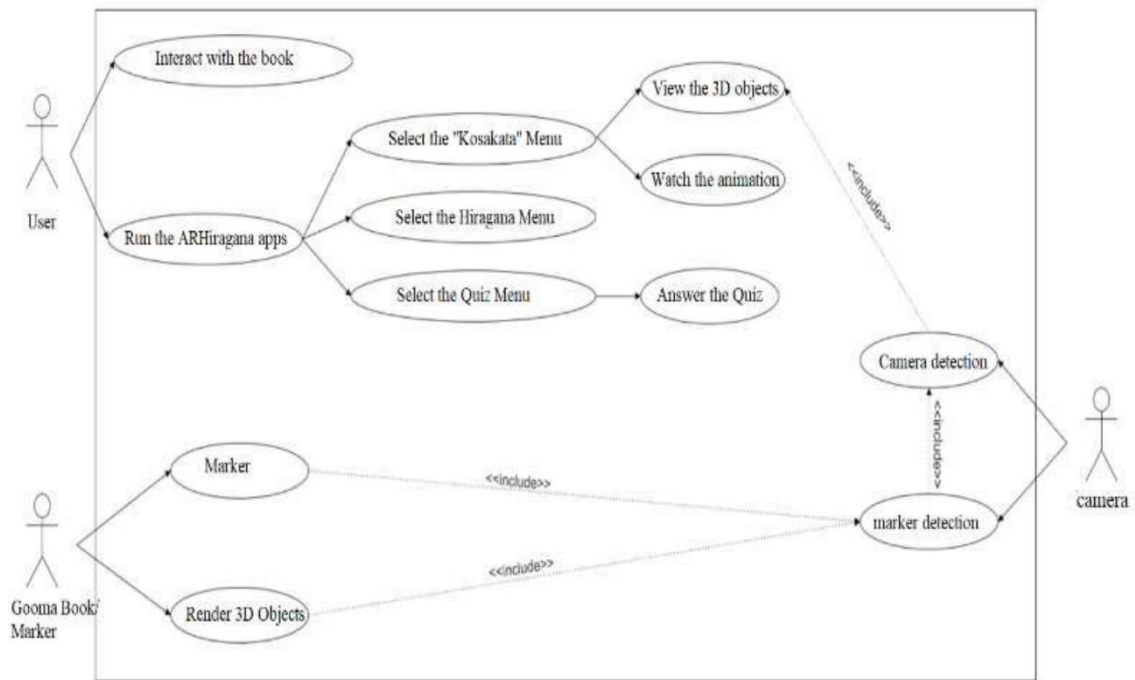 Interact with the book
View the 3D objects
Select the "Kosakata" Menu
<<include>>
Watch the animation
User
Select the Hiragana Menu
Run the ARHiragana apps
Select the Quiz Menu
Answer the Quiz
Camera detection
<<include>>
Marker
<<include>>
camera
marker detection
<<include>>
Gooma Book/
Marker
Render 3D Objects